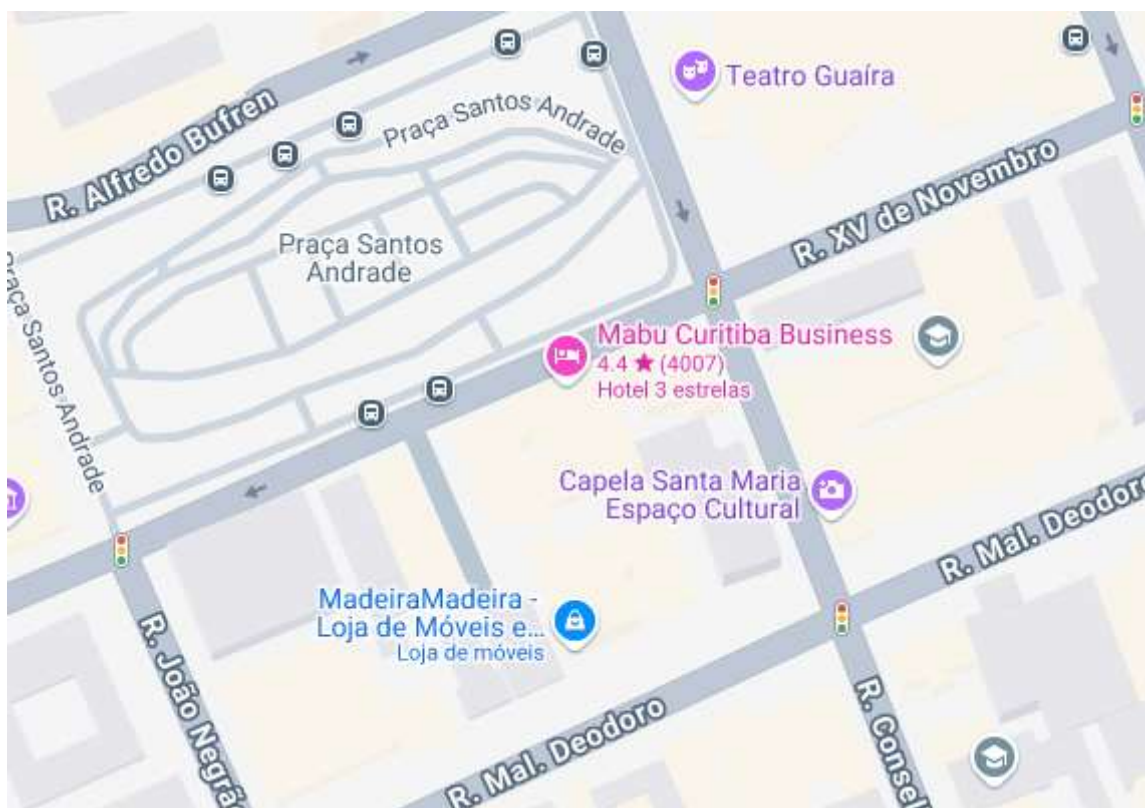 Teatro Guaíra
Praça Santos Andrade
R. Alfredo Bufren
R. XV de Novembro
Praça Santos
Andrade
Praça Santos Andrade
Mabu Curitiba Business
4.4 ★ (4007)
Hotel 3 estrelas
Capela Santa Maria
Espaço Cultural
R. Mal. Deodoro
MadeiraMadeira -
Loja de Móveis e...
Loja de móveis
R. João Negrão
R. Mal. Deodoro
R. Consel